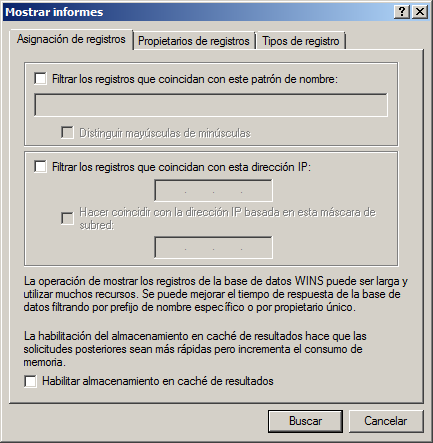 Mostrar informes
Asignación de registros
Propietarios de registros
Tipos de registro
Filtrar los registros que coincidan con este patrón de nombre:
Distinguir mayúsculas de minúsculas
Filtrar los registros que coincidan con esta dirección IP:
Hacer coincidir con la dirección IP basada en esta máscara de
subred:
La operación de mostrar los registros de la base de datos WINS puede ser larga y
utilizar muchos recursos. Se puede mejorar el tiempo de respuesta de la base de
datos filtrando por prefijo de nombre específico o por propietario único.
La habilitación del almacenamiento en caché de resultados hace que las
solicitudes posteriores sean más rápidas pero incrementa el consumo de
memoria.
Habilitar almacenamiento en caché de resultados
Buscar
Cancelar